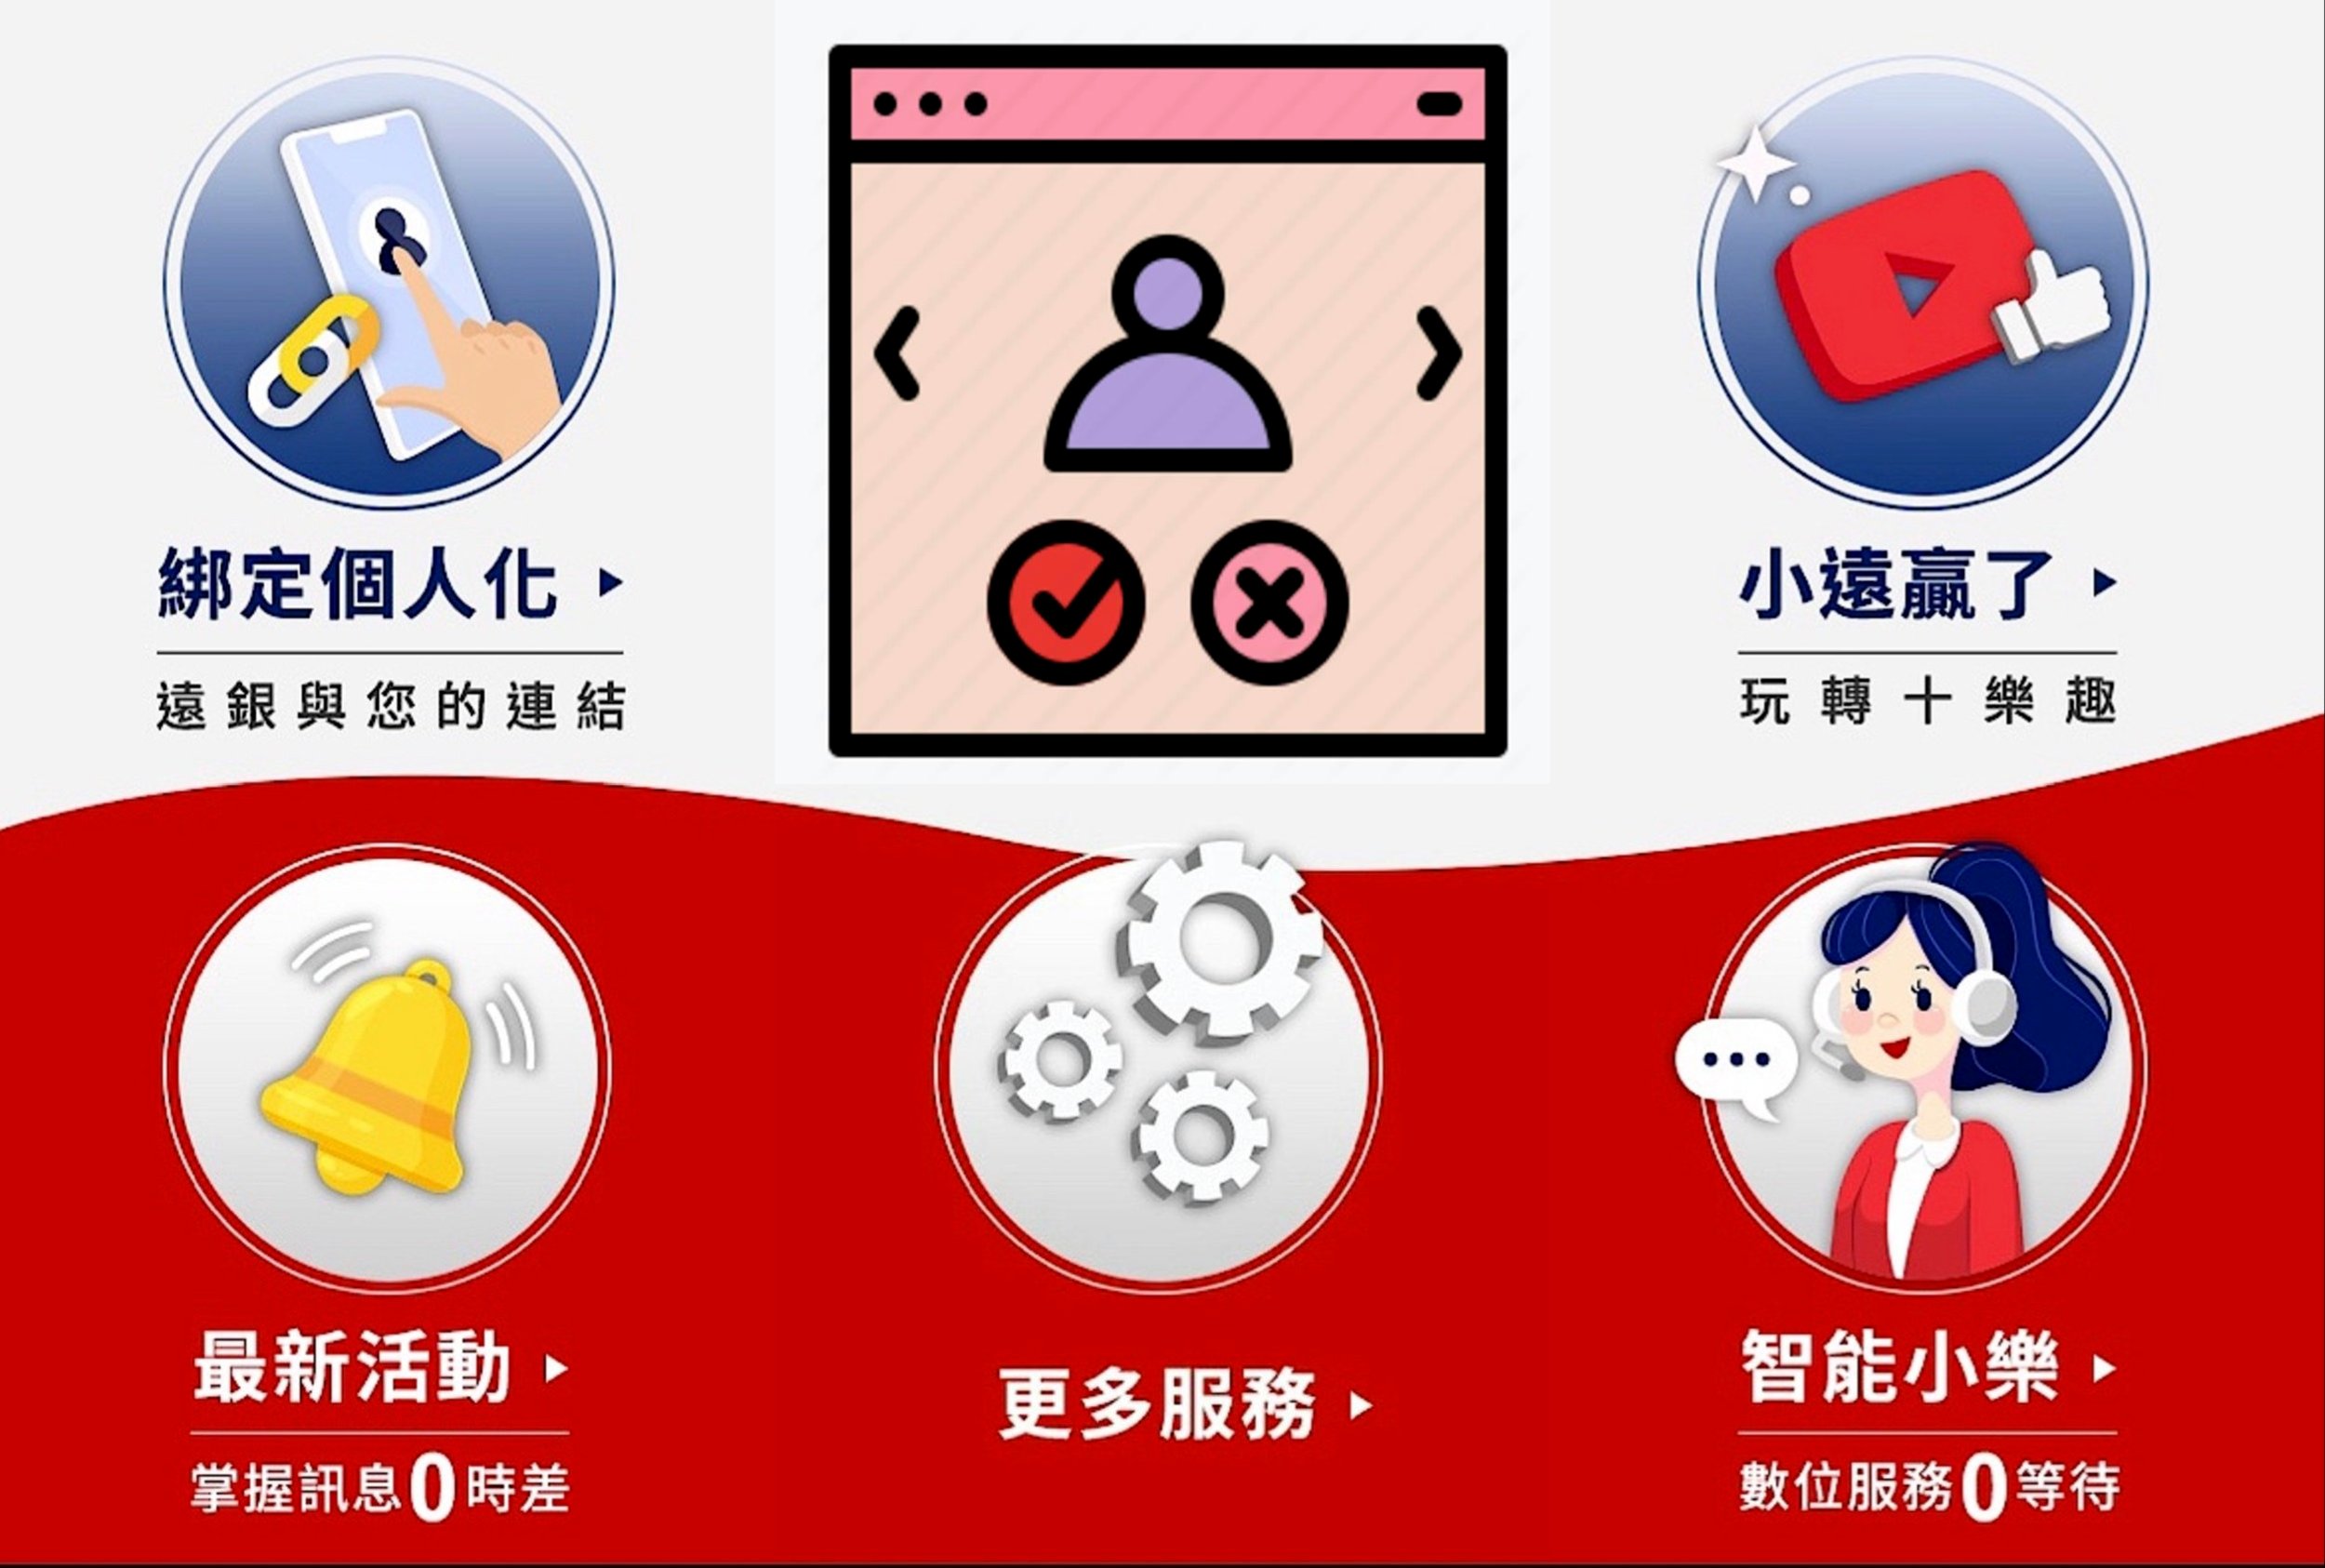 綁定個人化
遠銀與您的連結
小遠贏了
玩轉十樂趣
最新活動
掌握訊息0時差
更多服務
智能小樂
數位服務0等待